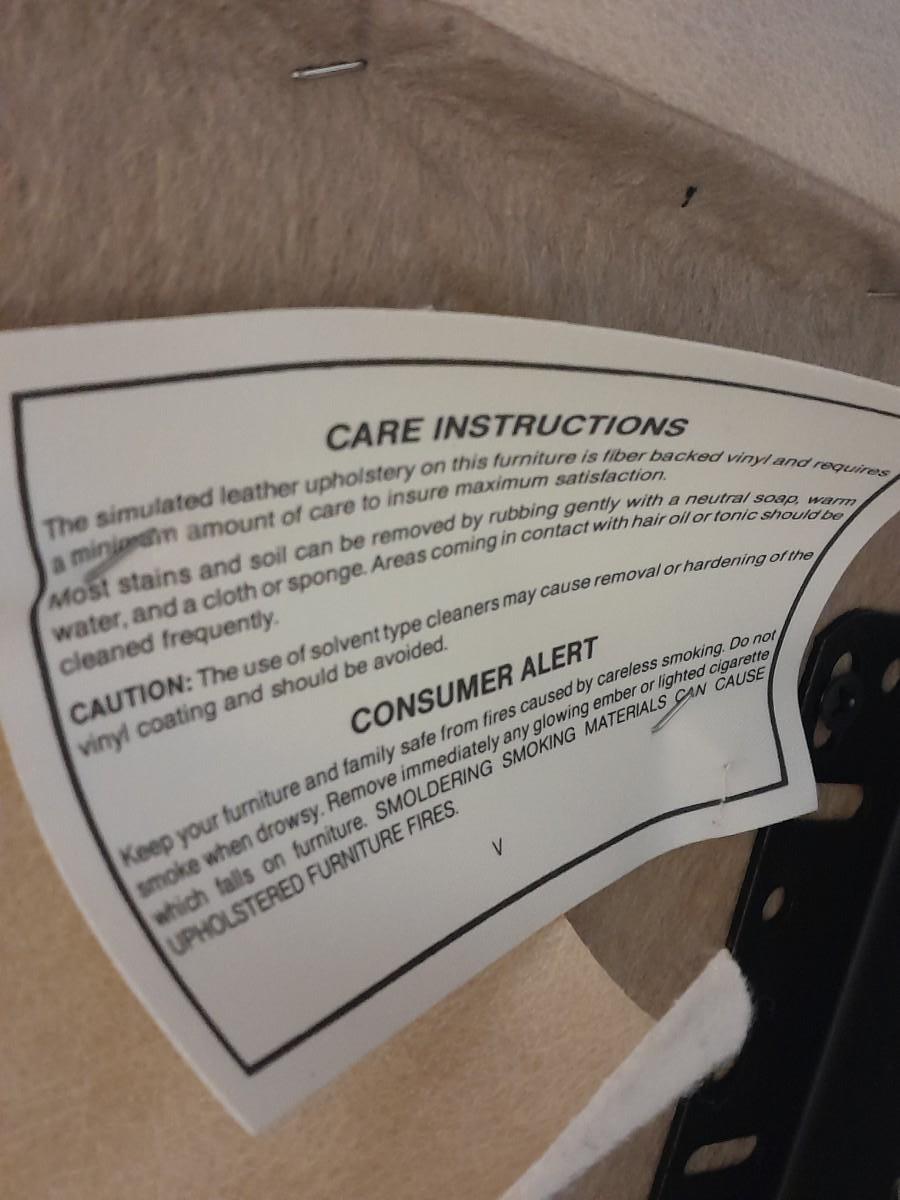 CARE INSTRUCTIONS
The simulated leather upholstery on this furniture is fiber backed vinyl and requires
a minimum amount of care to insure maximum satisfaction.
Most stains and soil can be removed by rubbing gently with a neutral soap, warm
water, and a cloth or sponge. Areas coming in contact with hair oil or tonic should be
cleaned frequently.
CAUTION: The use of solvent type cleaners may cause removal or hardening of the
vinyl coating and should be avoided.
CONSUMER ALERT
Keep your furniture and family safe from fires caused by careless smoking. Do not
smoke when drowsy. Remove immediately any glowing ember or lighted cigarette
which falls on furniture. SMOLDERING SMOKING MATERIALS CAN CAUSE
UPHOLSTERED FURNITURE FIRES.
V